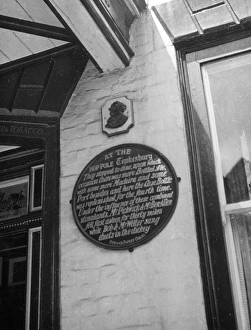 & TOBACCO
AT THE
HOP POLE Tewkesbury
They stopped to dine, upon which
occasion there was more Bottled Ale,
with some more Madeira and some
Port besides; and here the Case Bottle
was replenished for the fourth time.
Under the influence of these combined
stimulants, Mr Pickwick & Mr Ben Allen
fell fast asleep for thirty miles
while Bob & Mr Weller sang
duets in the dickey